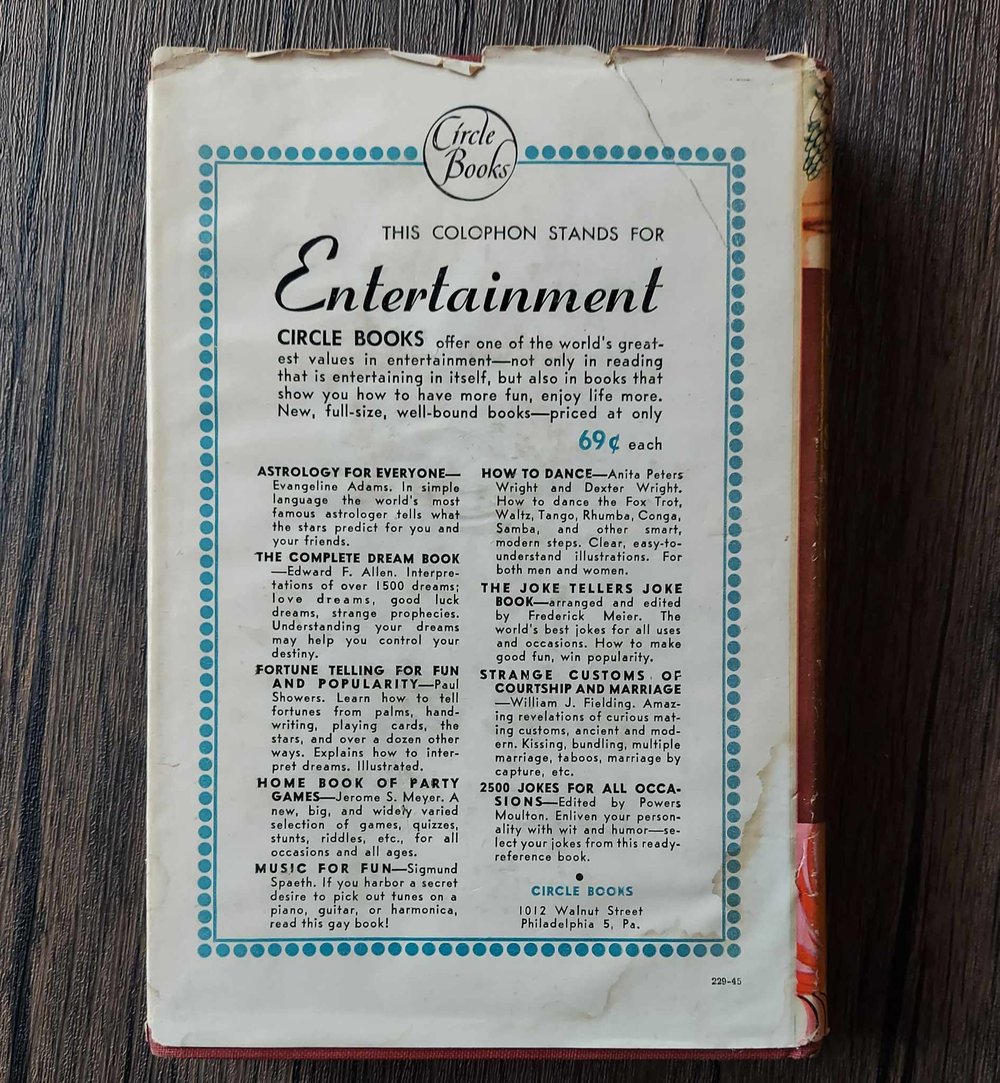 Circle
Books
THIS COLOPHON STANDS FOR
Entertainment
CIRCLE BOOKS offer one of the world's great-
est values in entertainment—not only in reading
that is entertaining in itself, but also in books that
show you how to have more fun, enjoy life more.
New, full-size, well-bound books—priced at only
69¢ each
ASTROLOGY FOR EVERYONE—
Evangeline Adams. In simple
language the world's most
famous astrologer tells what
the stars predict for you and
your friends.
THE COMPLETE DREAM BOOK
—Edward F. Allen. Interpre-
tations of over 1500 dreams;
love dreams, good luck
dreams, strange prophecies.
Understanding your dreams
may help you control your
destiny.
FORTUNE TELLING FOR FUN
AND POPULARITY—Paul
Showers. Learn how to tell
fortunes from palms, hand-
writing, playing cards, the
stars, and over a dozen other
ways. Explains how to inter-
pret dreams. Illustrated.
HOME BOOK OF PARTY
GAMES—Jerome S. Meyer. A
new, big, and widely varied
selection of games, quizzes,
stunts, riddles, etc., for all
occasions and all ages.
MUSIC FOR FUN—Sigmund
Spaeth. If you harbor a secret
desire to pick out tunes on a
piano, guitar, or harmonica,
read this gay book!
HOW TO DANCE—Anita Peters
Wright and Dexter Wright.
How to dance the Fox Trot,
Waltz, Tango, Rhumba, Conga,
Samba, and other smart,
modern steps. Clear, easy-to-
understand illustrations. For
both men and women.
THE JOKE TELLERS JOKE
BOOK—arranged and edited
by Frederick Meier. The
world's best jokes for all uses
and occasions. How to make
good fun, win popularity.
STRANGE CUSTOMS OF
COURTSHIP AND MARRIAGE
—William J. Fielding. Amaz-
ing revelations of curious mat-
ing customs, ancient and mod-
ern. Kissing, bundling, multiple
marriage, taboos, marriage by
capture, etc.
2500 JOKES FOR ALL OCCA-
SIONS—Edited by Powers
Moulton. Enliven your person-
ality with wit and humor—se-
lect your jokes from this ready-
reference book.
•
CIRCLE BOOKS
1012 Walnut Street
Philadelphia 5, Pa.
229-45